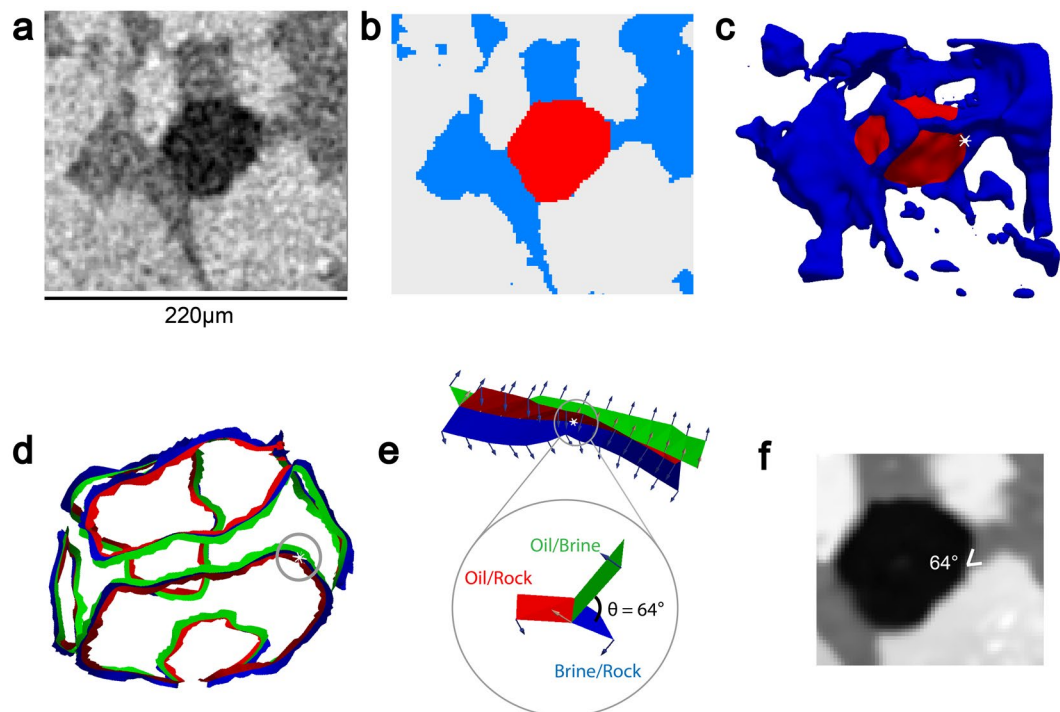 a
b
c
220μm
d
e
f
Oil/Brine
Oil/Rock
θ = 64°
Brine/Rock
64°